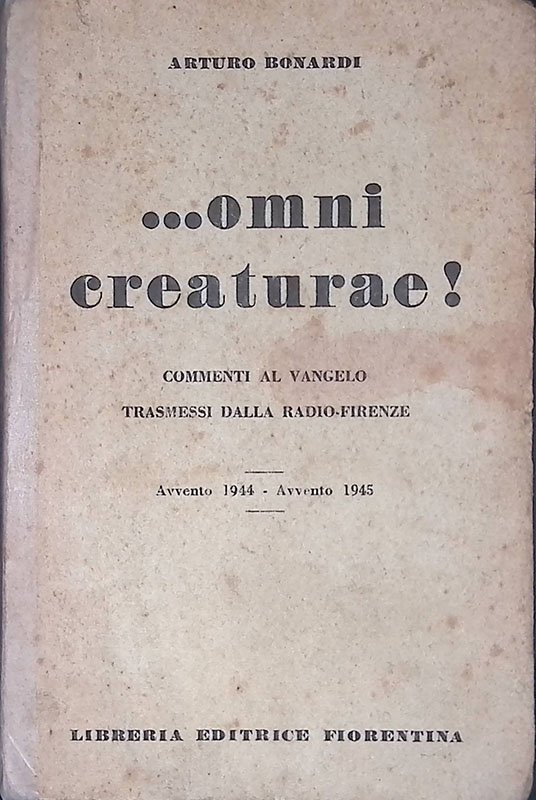 ARTURO BONARDI
...omni
creaturae!
COMMENTI AL VANGELO
TRASMESSI DALLA RADIO-FIRENZE
Avvento 1944 - Avvento 1945
LIBRERIA EDITRICE FIORENTINA